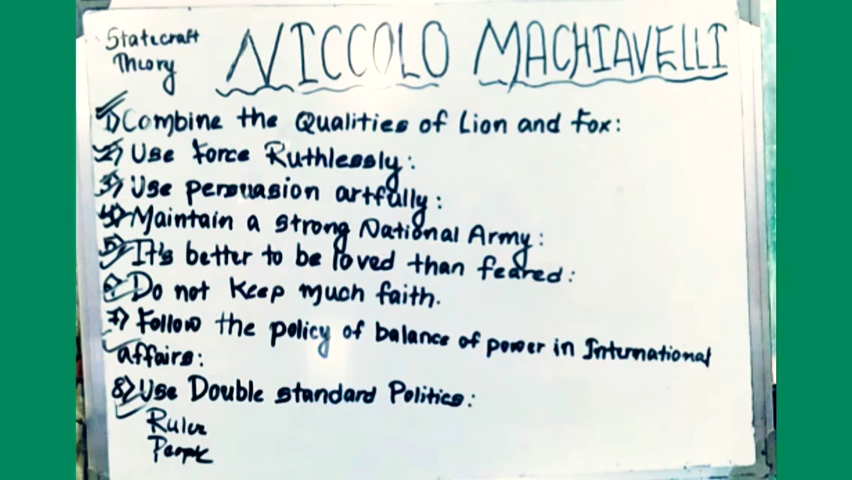 Statecraft
Theory
NICCOLO MACHIAVELLI
1) Combine the Qualities of Lion and Fox:
2) Use Force Ruthlessly:
3) Use persuasion artfully:
4) Maintain a strong National Army:
5) It's better to be loved than feared:
6) Do not keep much faith.
7) Follow the policy of balance of power in International
affairs:
8) Use Double standard Politics:
Ruler
People